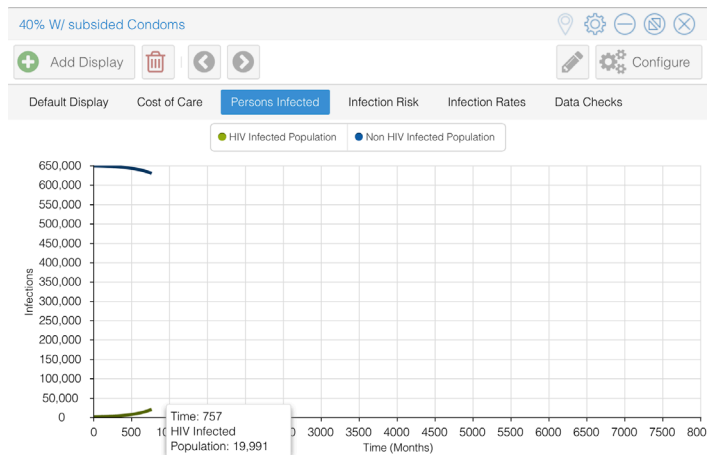 40% W/ subsided Condoms
Add Display
Configure
Default Display Cost of Care Persons Infected Infection Risk Infection Rates Data Checks
HIV Infected Population Non HIV Infected Population
650,000
600,000
550,000
500,000
450,000
400,000
350,000
300,000
250,000
200,000
150,000
100,000
50,000
0
Infections
Time: 757
HIV Infected
Population: 19,991
0 500 3000 3500 4000 4500 5000 5500 6000 6500 7000 7500 800
Time (Months)